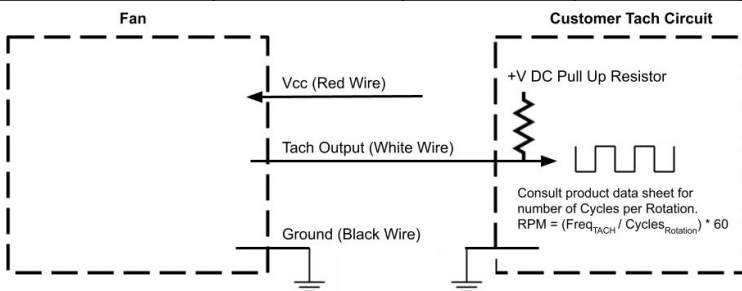 Fan
Customer Tach Circuit
Vcc (Red Wire)
+V DC Pull Up Resistor
Tach Output (White Wire)
Consult product data sheet for
number of Cycles per Rotation.
RPM = (FreqTACH / CyclesRotation) * 60
Ground (Black Wire)